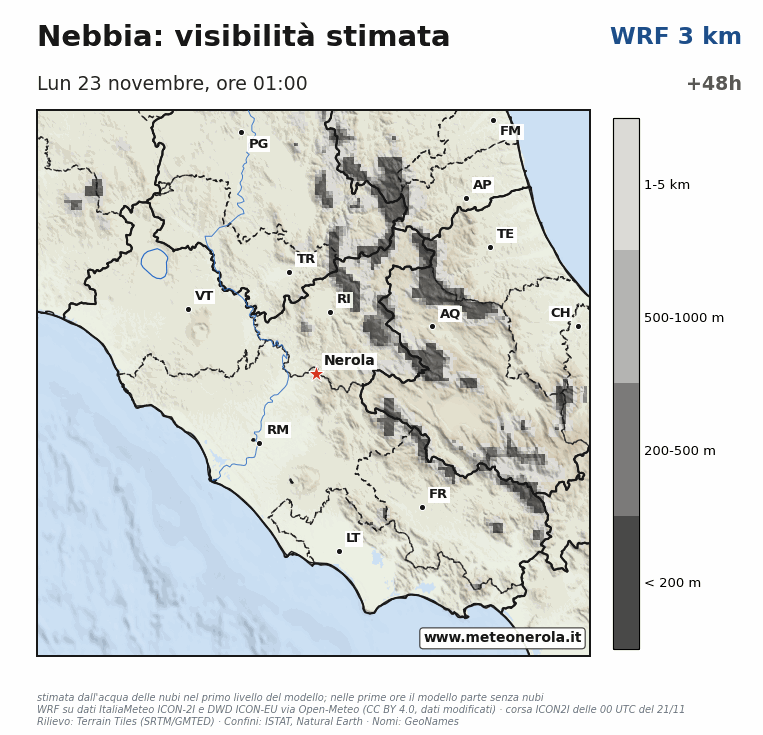 Nebbia: visibilità stimata
WRF 3 km
Lun 23 novembre, ore 01:00
+48h
FM
PG
AP
TE
TR
VT
RI
AQ
CH
Nerola
RM
FR
LT
www.meteonerola.it
1-5 km
500-1000 m
200-500 m
< 200 m
stimata dall'acqua delle nubi nel primo livello del modello; nelle prime ore il modello parte senza nubi
WRF su dati ItaliaMeteo ICON-2I e DWD ICON-EU via Open-Meteo (CC BY 4.0, dati modificati) · corsa ICON2I delle 00 UTC del 21/11
Rilievo: Terrain Tiles (SRTM/GMTED) · Confini: ISTAT, Natural Earth · Nomi: GeoNames